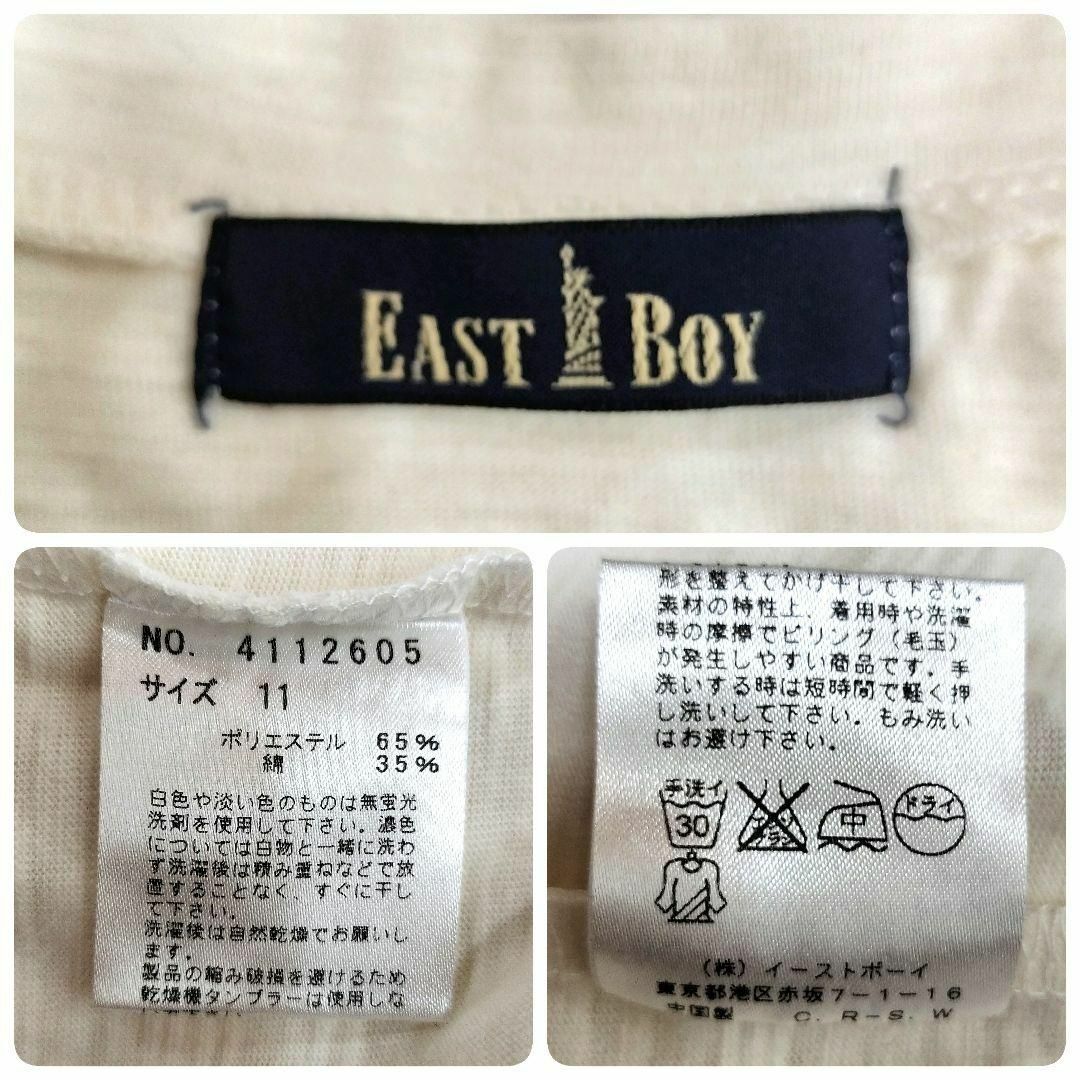 EAST BOY
NO. 4112605
サイズ 11
ポリエステル 65%
綿 35%
白色や淡い色のものは無蛍光
洗剤を使用して下さい。濃色
については白物と一緒に洗わ
ず洗濯後は積み重ねなどで放
置することなく、すぐに干し
て下さい。
洗濯後は自然乾燥でお願いし
ます。
製品の縮み破損を避けるため
乾燥機タンブラーは使用しな
形を整えてかげ干して下さい。
素材の特性上、着用時や洗濯
時の摩擦でピリング(毛玉)
が発生しやすい商品です。手
洗いする時は短時間で軽く押
し洗いして下さい。もみ洗い
はお避け下さい。
手洗イ 30 エンソサラシ 中 ドライ
(株)イーストボーイ
東京都港区赤坂7-1-16
中国製 C. R-S. W